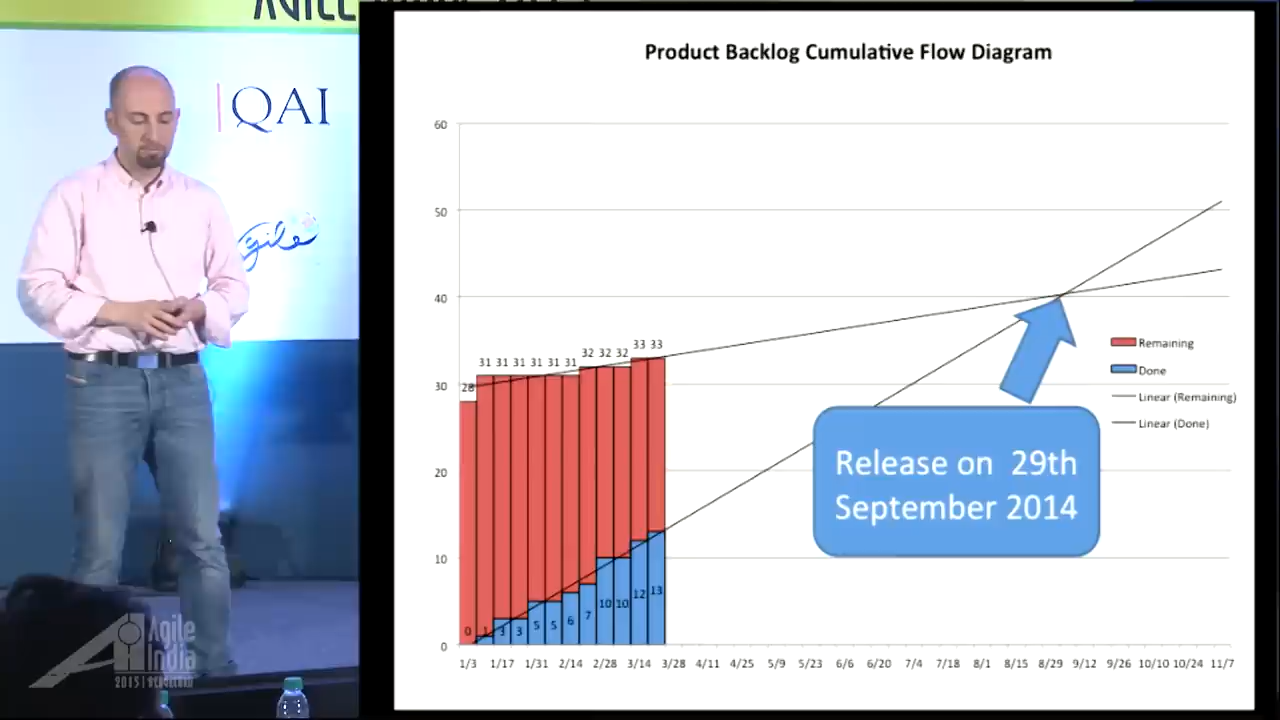 QAI
Agile
Agile
India
2015 | BENGALURU
Product Backlog Cumulative Flow Diagram
60
50
40
30
20
10
0
28 31 31 31 31 31 31 32 32 32 33 33
0 1 3 3 5 5 6 7 10 10 12 13
1/3 1/17 1/31 2/14 2/28 3/14 3/28 4/11 4/25 5/9 5/23 6/6 6/20 7/4 7/18 8/1 8/15 8/29 9/12 9/26 10/10 10/24 11/7
Remaining
Done
Linear (Remaining)
Linear (Done)
Release on 29th
September 2014